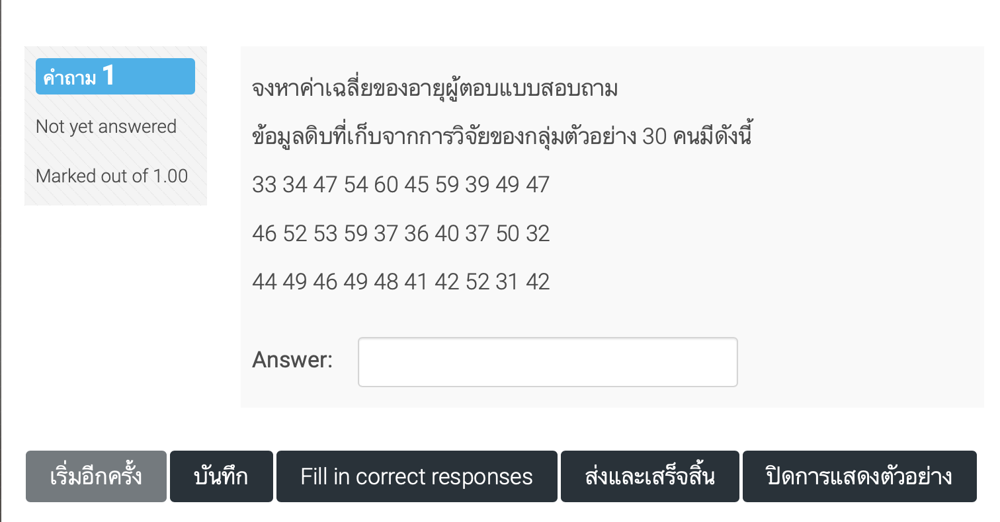 คำถาม 1
Not yet answered
Marked out of 1.00
จงหาค่าเฉลี่ยของอายุผู้ตอบแบบสอบถาม
ข้อมูลดิบที่เก็บจากการวิจัยของกลุ่มตัวอย่าง 30 คนมีดังนี้
33 34 47 54 60 45 59 39 49 47
46 52 53 59 37 36 40 37 50 32
44 49 46 49 48 41 42 52 31 42
Answer:
เริ่มอีกครั้ง บันทึก Fill in correct responses ส่งและเสร็จสิ้น ปิดการแสดงตัวอย่าง